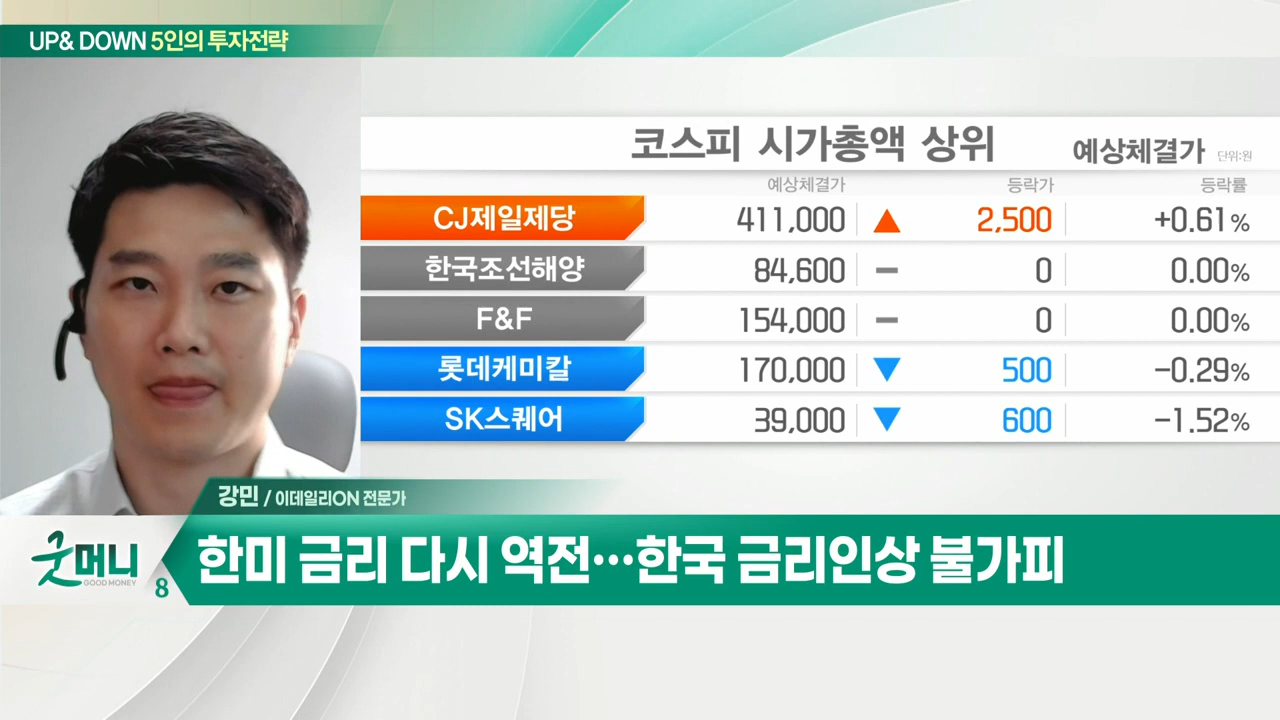 UP& DOWN 5인의 투자전략
코스피 시가총액 상위 예상체결가 단위:원
예상체결가 등락가 등락률
CJ제일제당 411,000 ▲ 2,500 +0.61%
한국조선해양 84,600 − 0 0.00%
F&F 154,000 − 0 0.00%
롯데케미칼 170,000 ▼ 500 −0.29%
SK스퀘어 39,000 ▼ 600 −1.52%
강민 / 이데일리ON 전문가
굿머니
GOOD MONEY
8
한미 금리 다시 역전…한국 금리인상 불가피